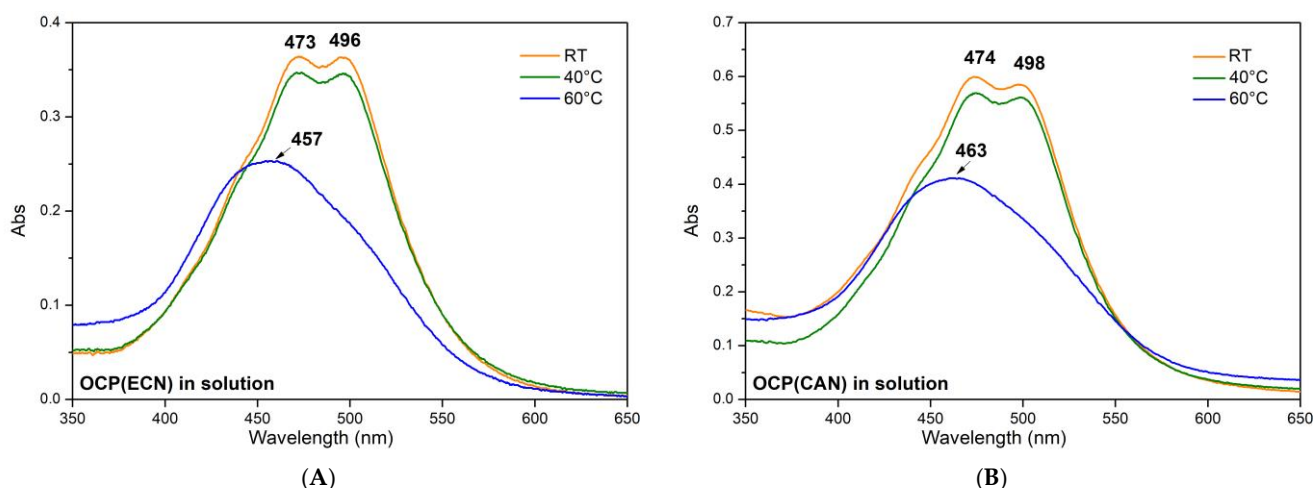 0.4
0.3
0.2
0.1
0.0
Abs
473
496
457
RT
40°C
60°C
OCP(ECN) in solution
350
400
450
500
550
600
650
Wavelength (nm)
(A)
0.7
0.6
0.5
0.4
0.3
0.2
0.1
0.0
Abs
474
498
463
RT
40°C
60°C
OCP(CAN) in solution
350
400
450
500
550
600
650
Wavelength (nm)
(B)